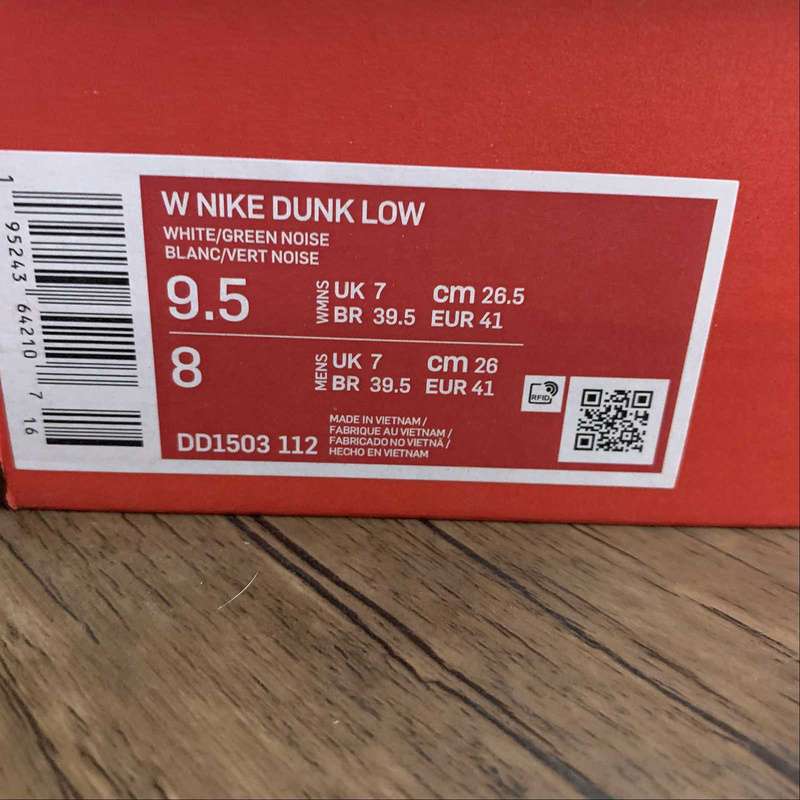 W NIKE DUNK LOW
WHITE/GREEN NOISE
BLANC/VERT NOISE
9.5 WMNS UK 7 cm 26.5
BR 39.5 EUR 41
8 MENS UK 7 cm 26
BR 39.5 EUR 41
DD1503 112
MADE IN VIETNAM /
FABRIQUE AU VIETNAM /
FABRICADO NO VIETNÃ /
HECHO EN VIETNAM
RFID
1 95243 64210 7 16